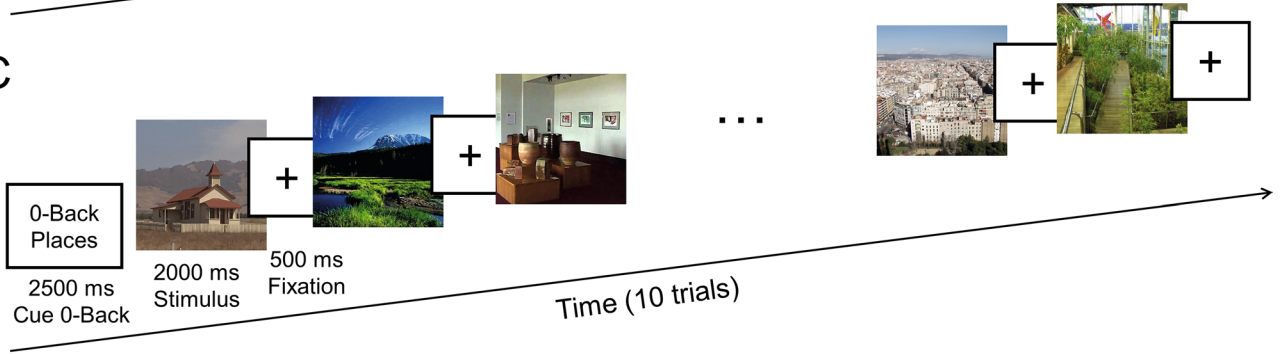 C
0-Back
Places
2500 ms
Cue 0-Back
2000 ms
Stimulus
+
500 ms
Fixation
+
...
+
+
Time (10 trials)